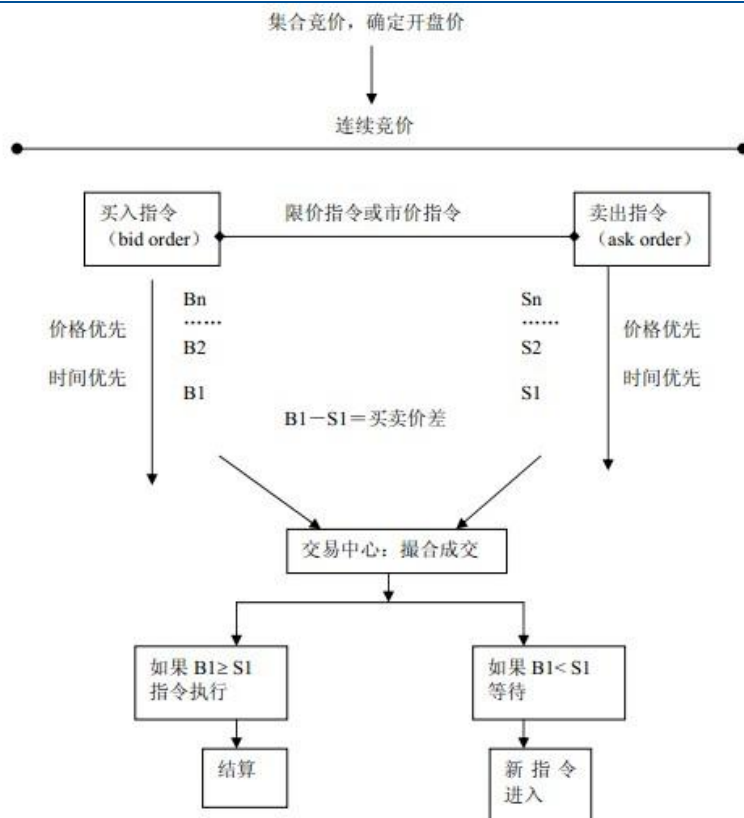 集合竞价，确定开盘价
连续竞价
买入指令
（bid order）
限价指令或市价指令
卖出指令
（ask order）
价格优先
时间优先
Bn
……
B2
B1
Sn
……
S2
S1
价格优先
时间优先
B1－S1＝买卖价差
交易中心：撮合成交
如果 B1≥ S1
指令执行
如果 B1< S1
等待
结算
新 指 令
进入